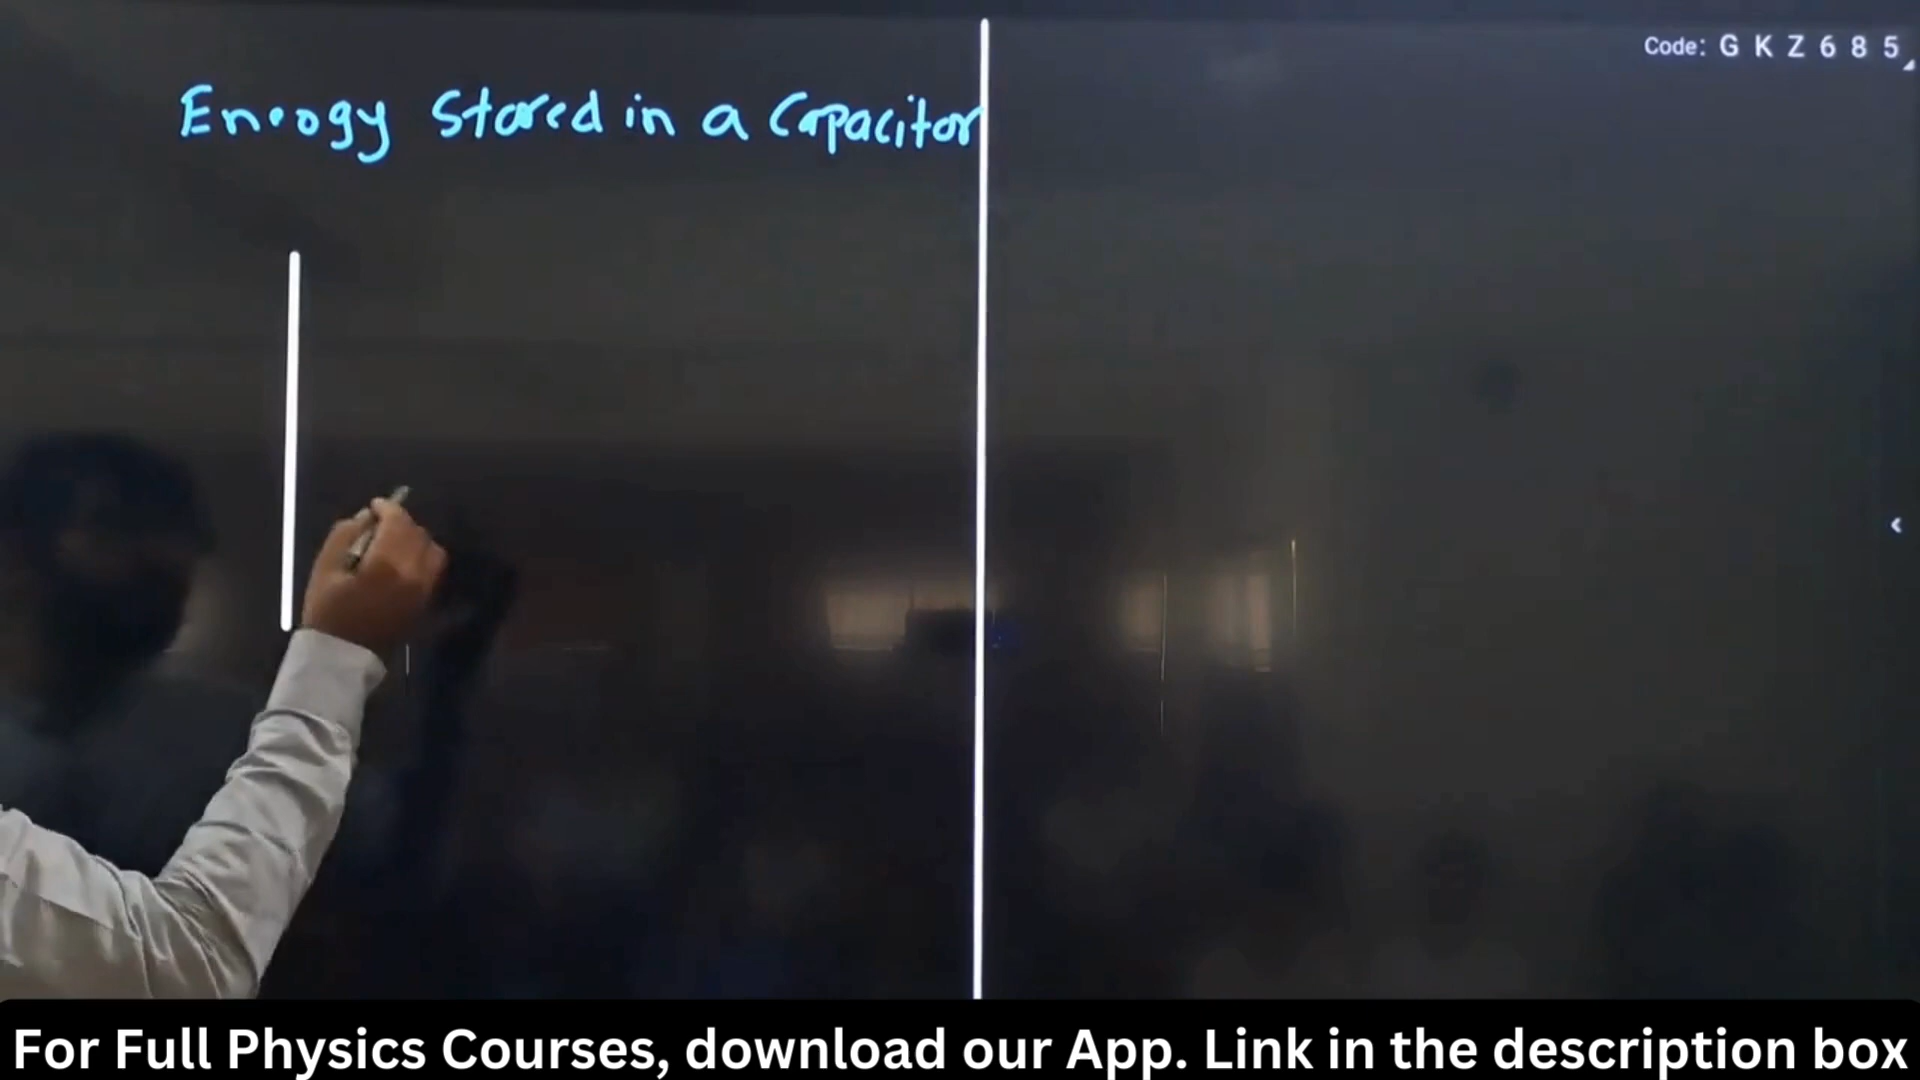 Code: G K Z 6 8 5
Energy Stored in a Capacitor
For Full Physics Courses, download our App. Link in the description box